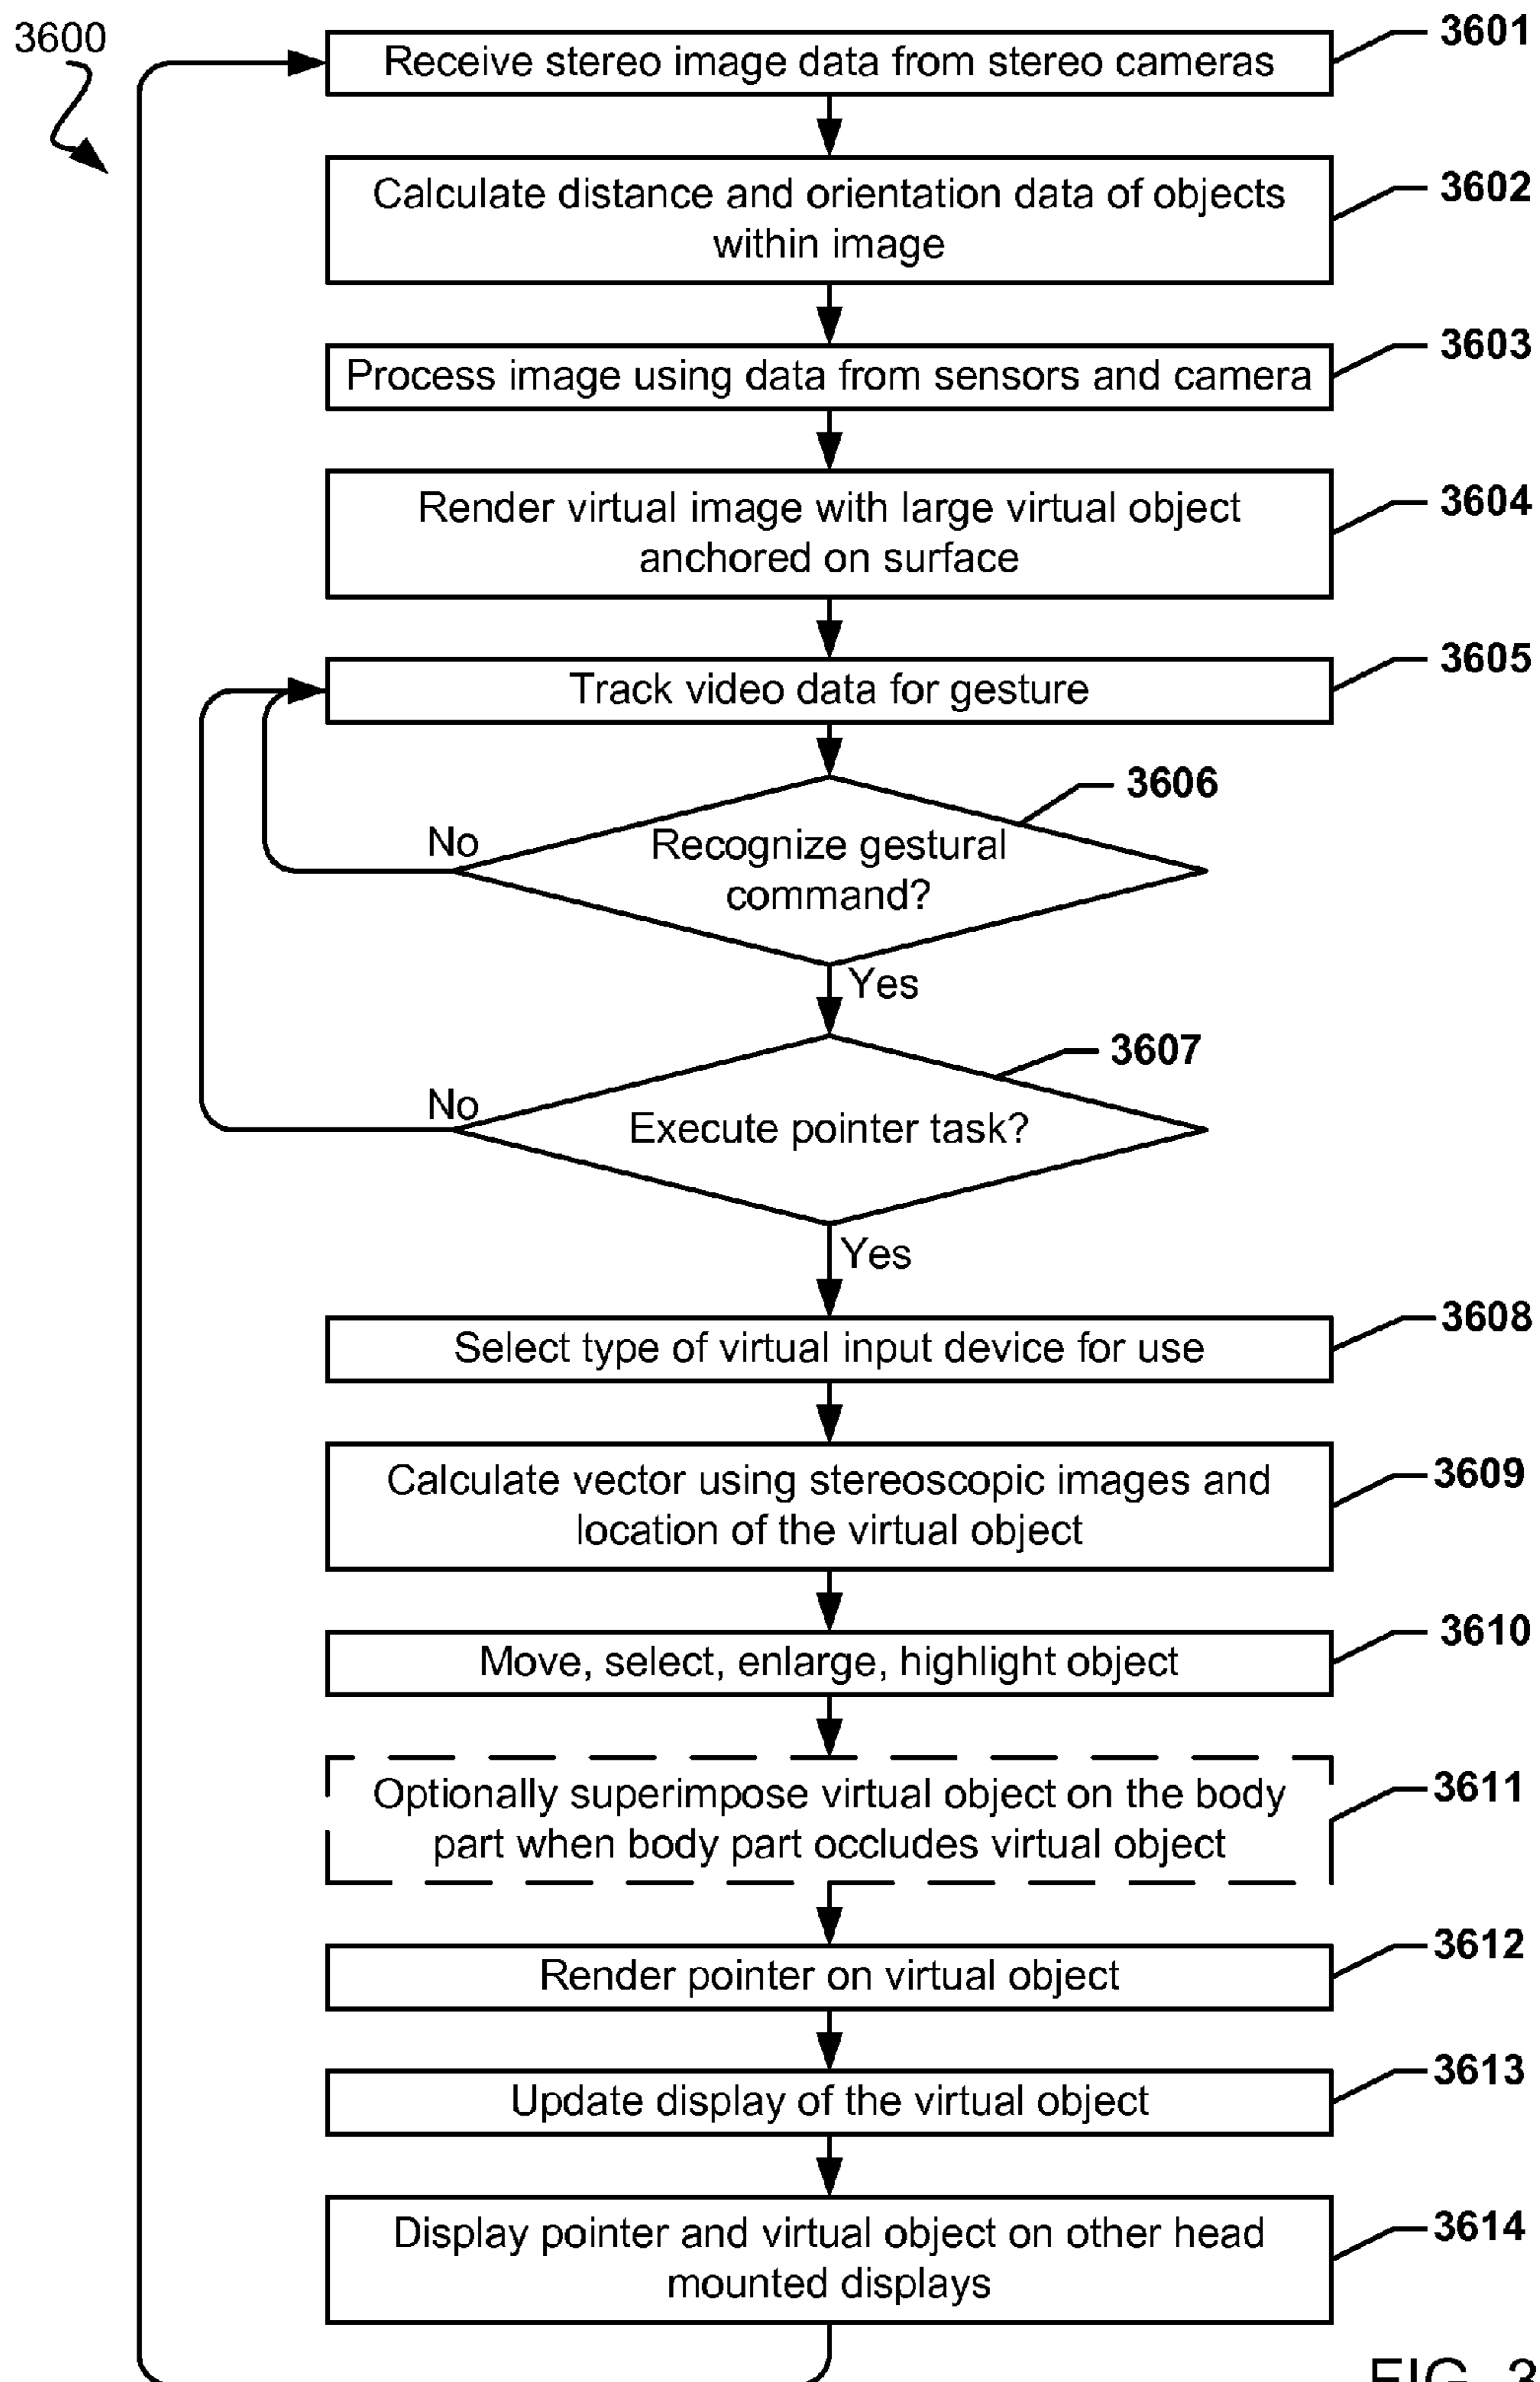 3600
3601
Receive stereo image data from stereo cameras
3602
Calculate distance and orientation data of objects
within image
3603
Process image using data from sensors and camera
3604
Render virtual image with large virtual object
anchored on surface
3605
Track video data for gesture
3606
No
Recognize gestural
command?
Yes
3607
No
Execute pointer task?
Yes
3608
Select type of virtual input device for use
3609
Calculate vector using stereoscopic images and
location of the virtual object
3610
Move, select, enlarge, highlight object
3611
Optionally superimpose virtual object on the body
part when body part occludes virtual object
3612
Render pointer on virtual object
3613
Update display of the virtual object
3614
Display pointer and virtual object on other head
mounted displays